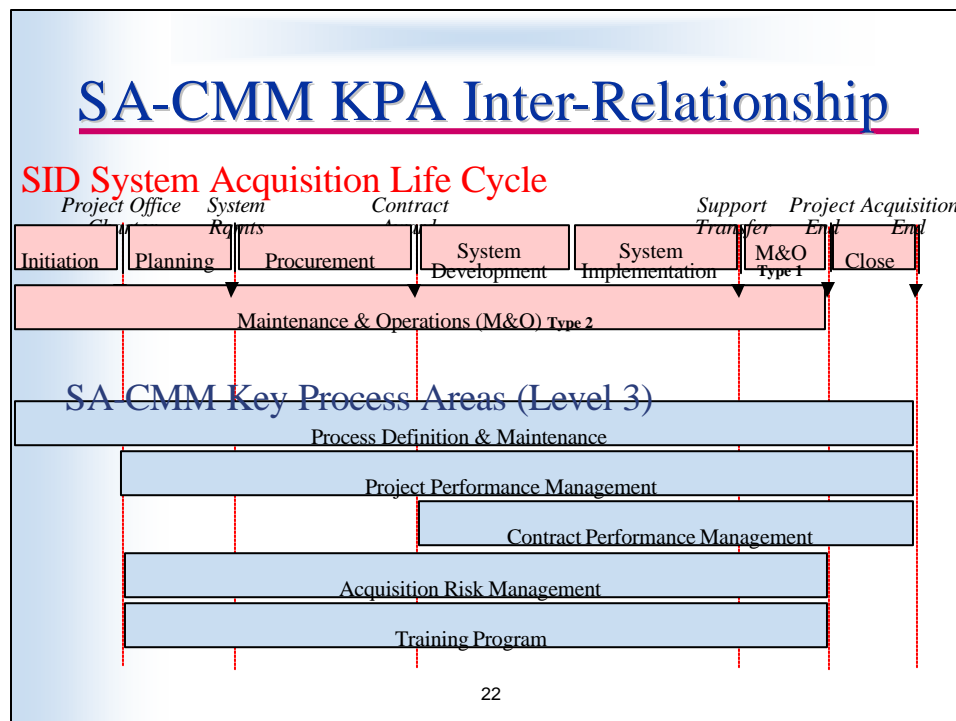 SA-CMM KPA Inter-Relationship
SID System Acquisition Life Cycle
Project Office System Contract Support Project Acquisition
Rqmts Transfer End End
Initiation
Planning
Procurement
System
Development
System
Implementation
M&O
Type 1
Close
Maintenance & Operations (M&O) Type 2
SA-CMM Key Process Areas (Level 3)
Process Definition & Maintenance
Project Performance Management
Contract Performance Management
Acquisition Risk Management
Training Program
22